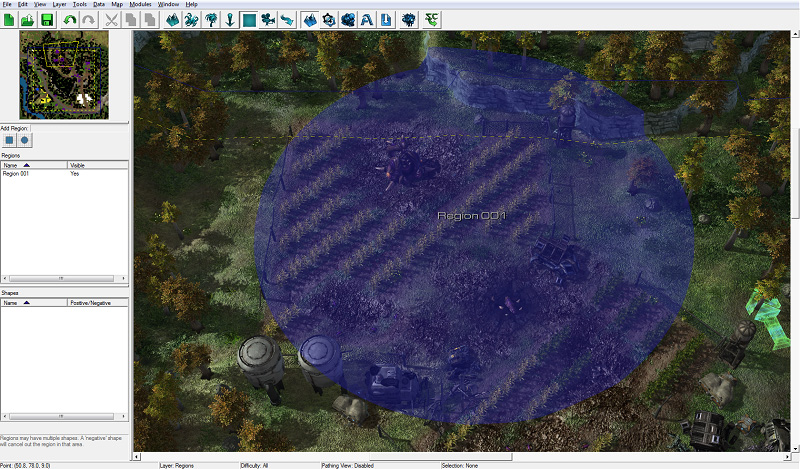 File Edit View Layer Tools Data Map Modules Window Help
Add Region:
Regions
Name Visible
Region 001 Yes
Region 001
Shapes
Name Positive/Negative
Regions may have multiple shapes. A 'negative' shape
will cancel out the region in that area.
Point: (50.8, 78.0, 9.0) Layer: Regions Difficulty: All Pathing View: Disabled Selection: None